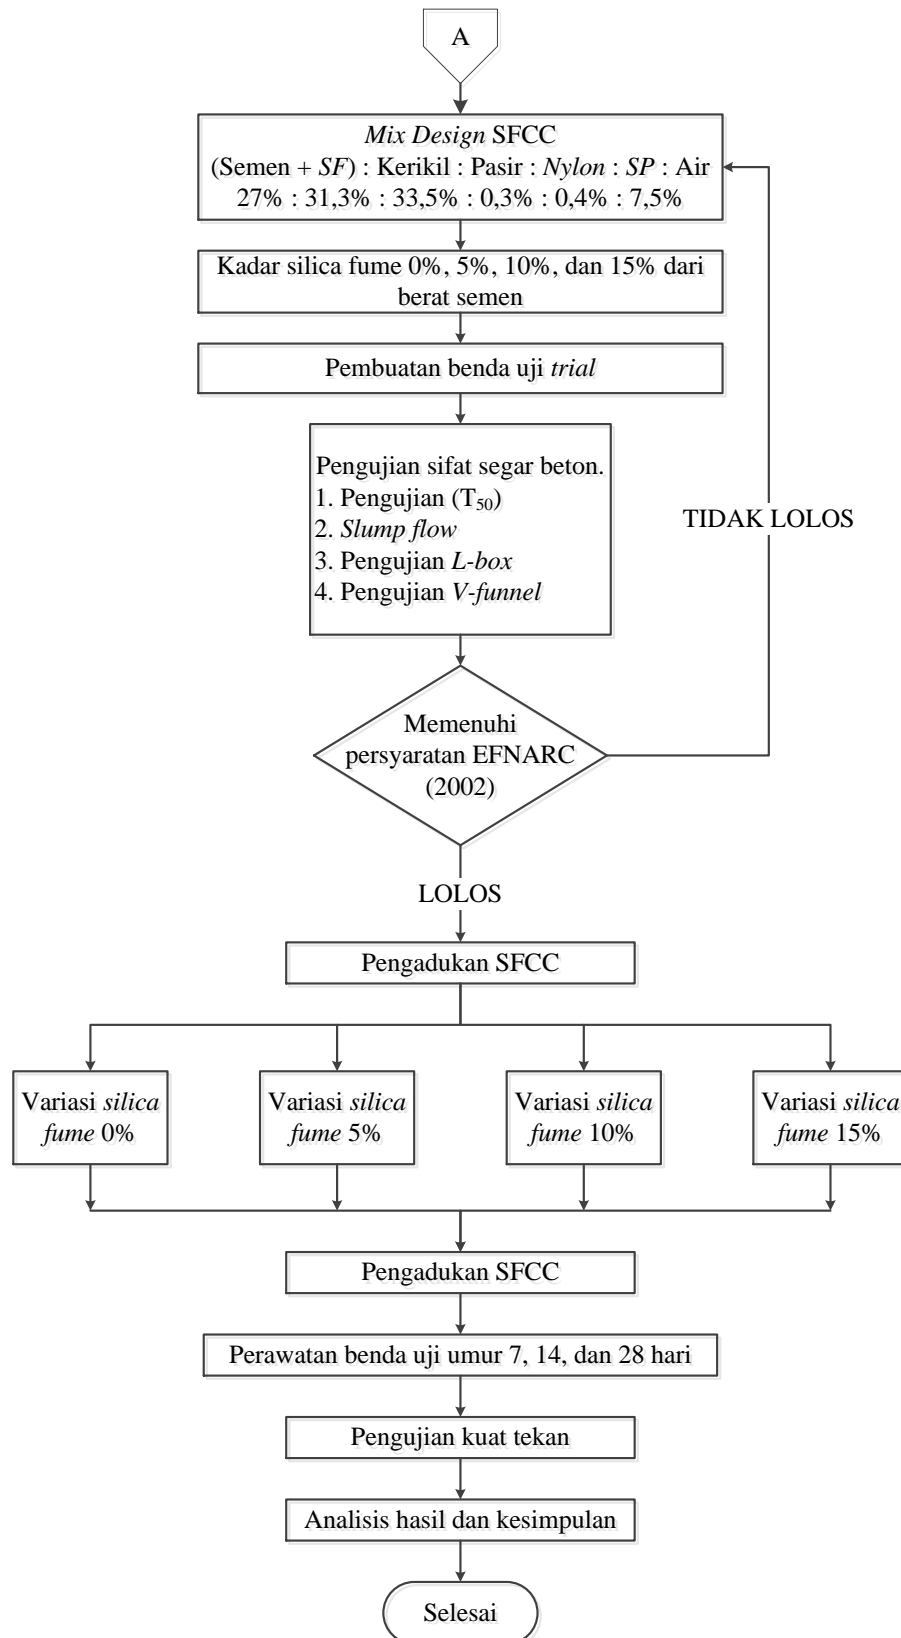 A
Mix Design SFCC
(Semen + SF) : Kerikil : Pasir : Nylon : SP : Air
27% : 31,3% : 33,5% : 0,3% : 0,4% : 7,5%
Kadar silica fume 0%, 5%, 10%, dan 15% dari
berat semen
Pembuatan benda uji trial
Pengujian sifat segar beton.
1. Pengujian (T₅₀)
2. Slump flow
3. Pengujian L-box
4. Pengujian V-funnel
TIDAK LOLOS
Memenuhi
persyaratan EFNARC
(2002)
LOLOS
Pengadukan SFCC
Variasi silica
fume 0%
Variasi silica
fume 5%
Variasi silica
fume 10%
Variasi silica
fume 15%
Pengadukan SFCC
Perawatan benda uji umur 7, 14, dan 28 hari
Pengujian kuat tekan
Analisis hasil dan kesimpulan
Selesai